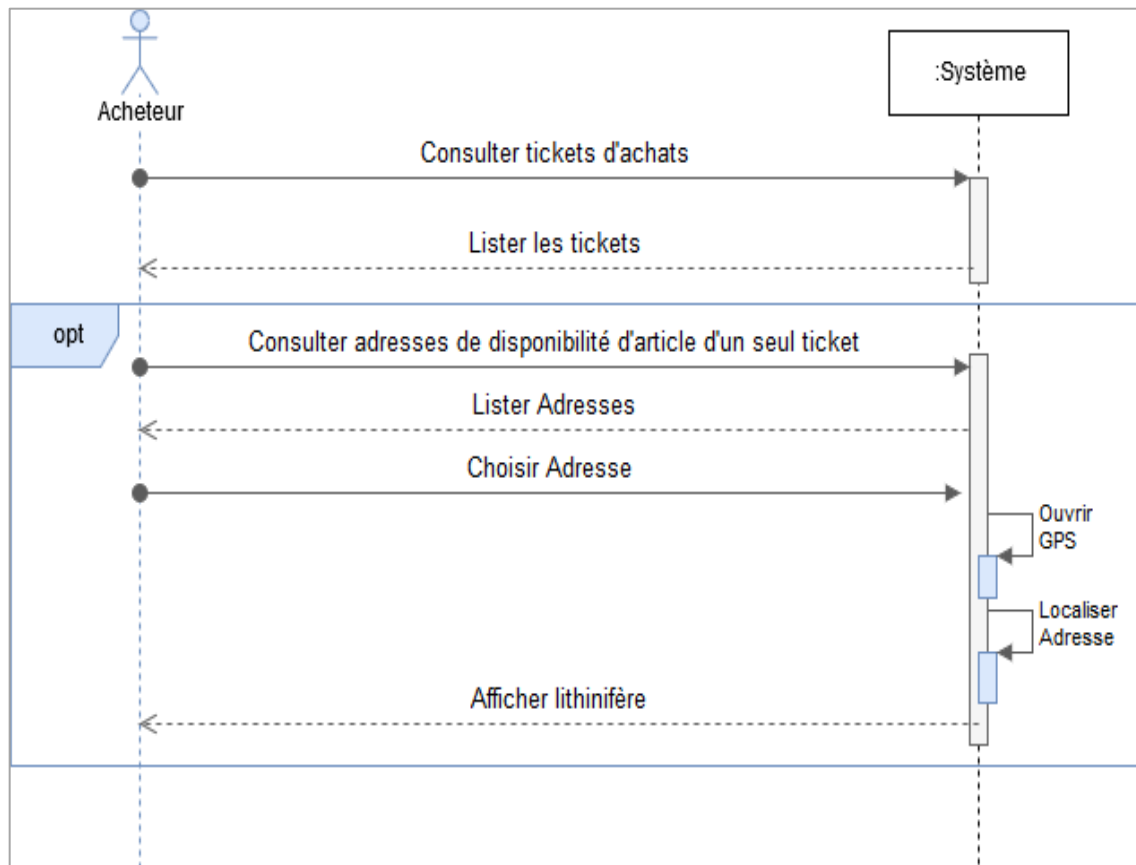 Acheteur
:Système
Consulter tickets d'achats
Lister les tickets
opt
Consulter adresses de disponibilité d'article d'un seul ticket
Lister Adresses
Choisir Adresse
Ouvrir
GPS
Localiser
Adresse
Afficher lithinifère